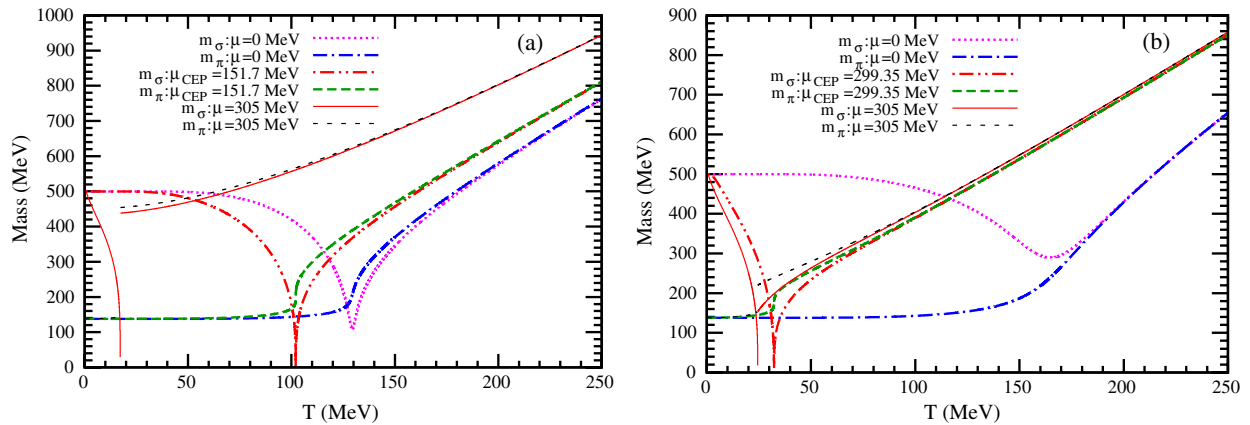 1000
900
800
700
600
500
400
300
200
100
0
Mass (MeV)
(a)
mσ:μ=0 MeV
mπ:μ=0 MeV
mσ:μCEP=151.7 MeV
mπ:μCEP=151.7 MeV
mσ:μ=305 MeV
mπ:μ=305 MeV
0 50 100 150 200 250
T (MeV)
900
800
700
600
500
400
300
200
100
0
Mass (MeV)
(b)
mσ:μ=0 MeV
mπ:μ=0 MeV
mσ:μCEP=299.35 MeV
mπ:μCEP=299.35 MeV
mσ:μ=305 MeV
mπ:μ=305 MeV
0 50 100 150 200 250
T (MeV)